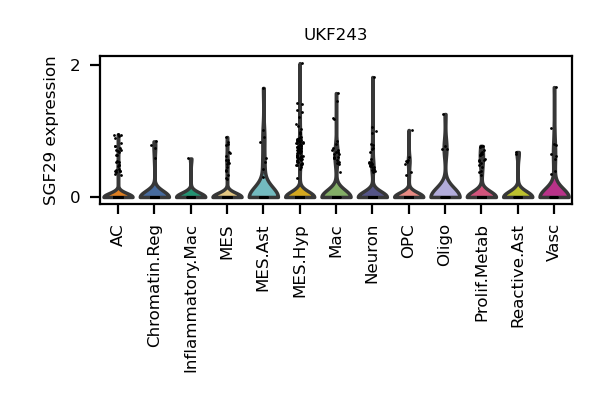 UKF243
SGF29 expression
2
0
AC
Chromatin.Reg
Inflammatory.Mac
MES
MES.Ast
MES.Hyp
Mac
Neuron
OPC
Oligo
Prolif.Metab
Reactive.Ast
Vasc